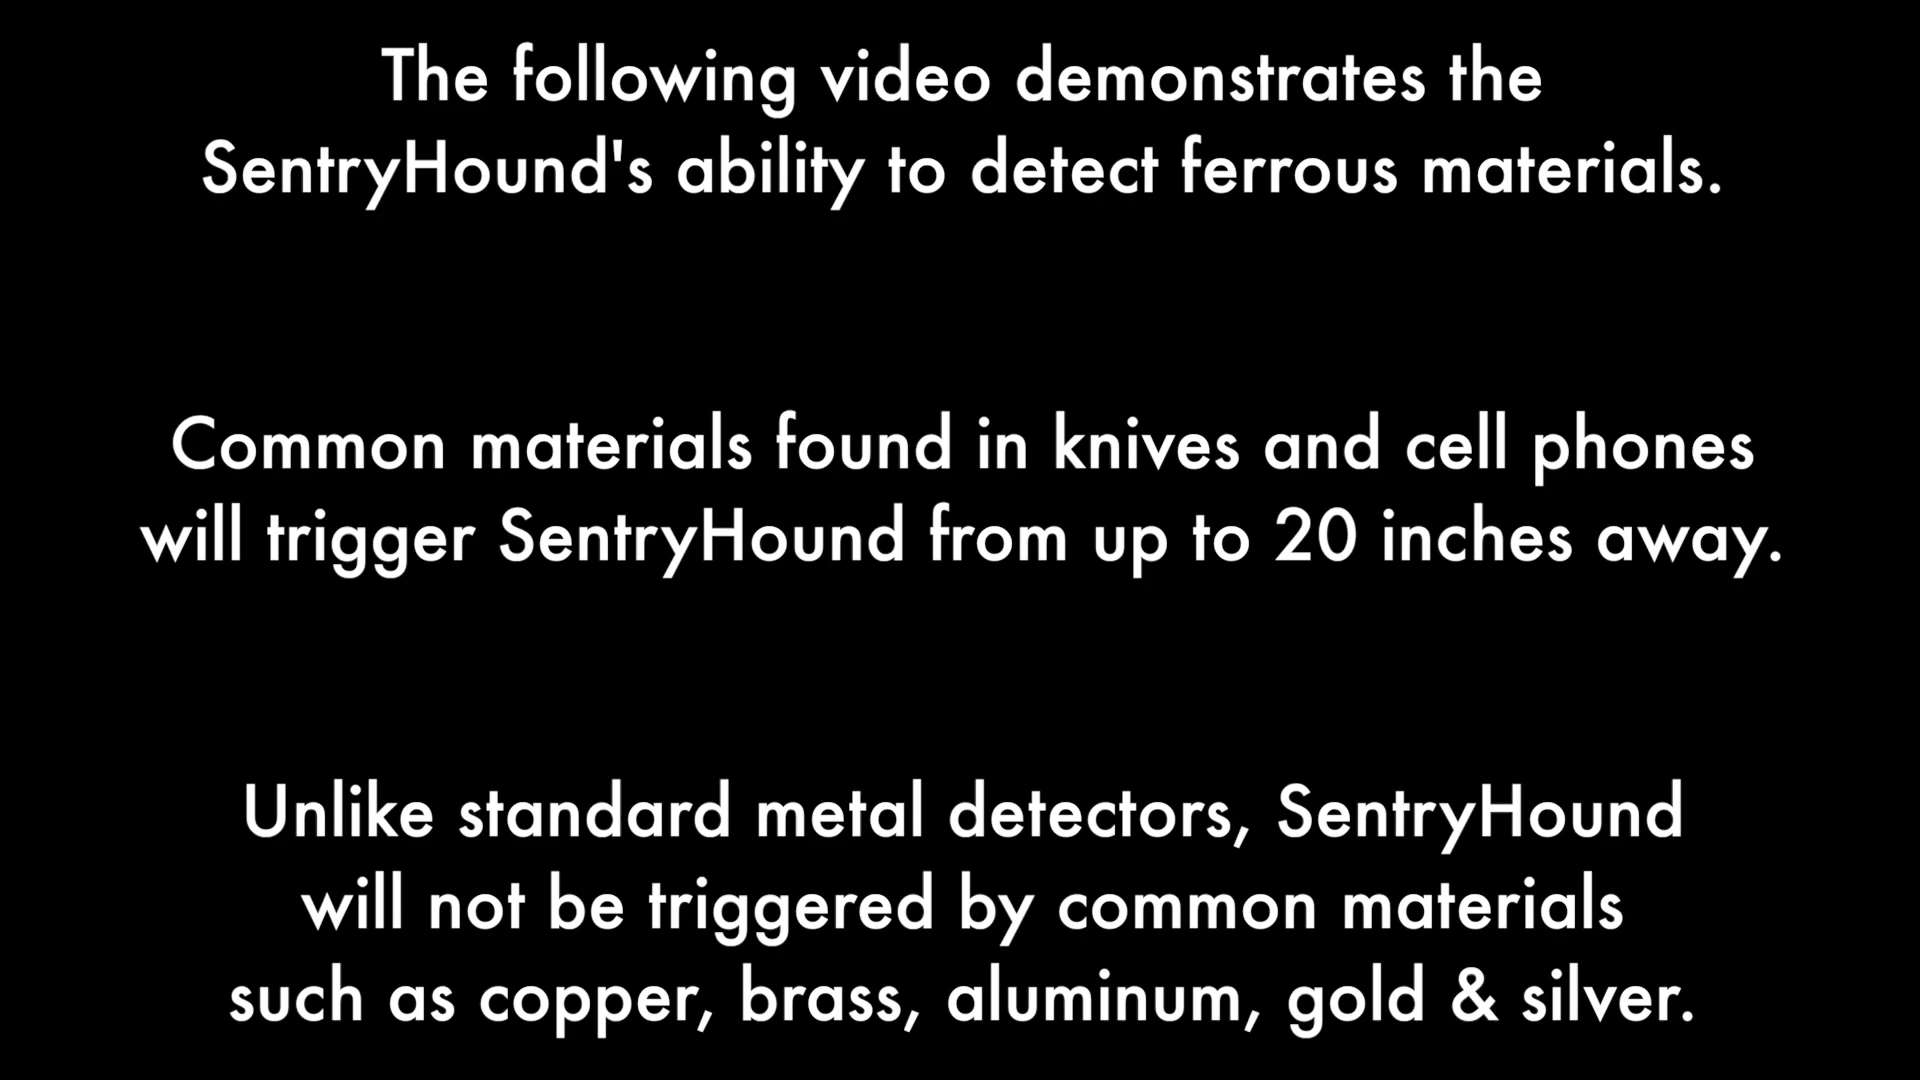 The following video demonstrates the
SentryHound's ability to detect ferrous materials.
Common materials found in knives and cell phones
will trigger SentryHound from up to 20 inches away.
Unlike standard metal detectors, SentryHound
will not be triggered by common materials
such as copper, brass, aluminum, gold & silver.